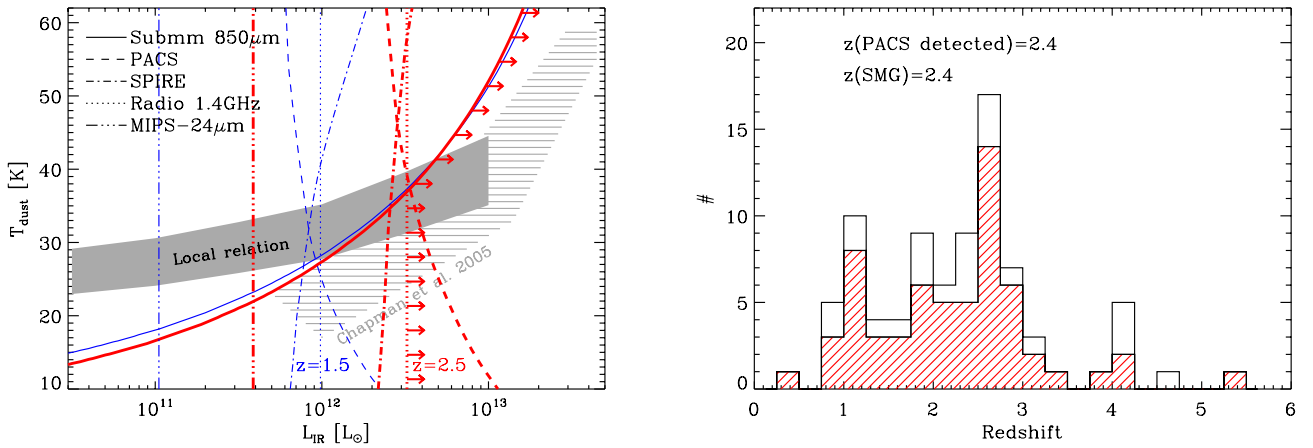 60
50
40
30
20
10
T_dust [K]
Submm 850μm
PACS
SPIRE
Radio 1.4GHz
MIPS-24μm
Local relation
Chapman et al. 2005
z=1.5
z=2.5
10^11
10^12
10^13
L_IR [L_⊙]
20
15
10
5
0
#
z(PACS detected)=2.4
z(SMG)=2.4
0
1
2
3
4
5
6
Redshift